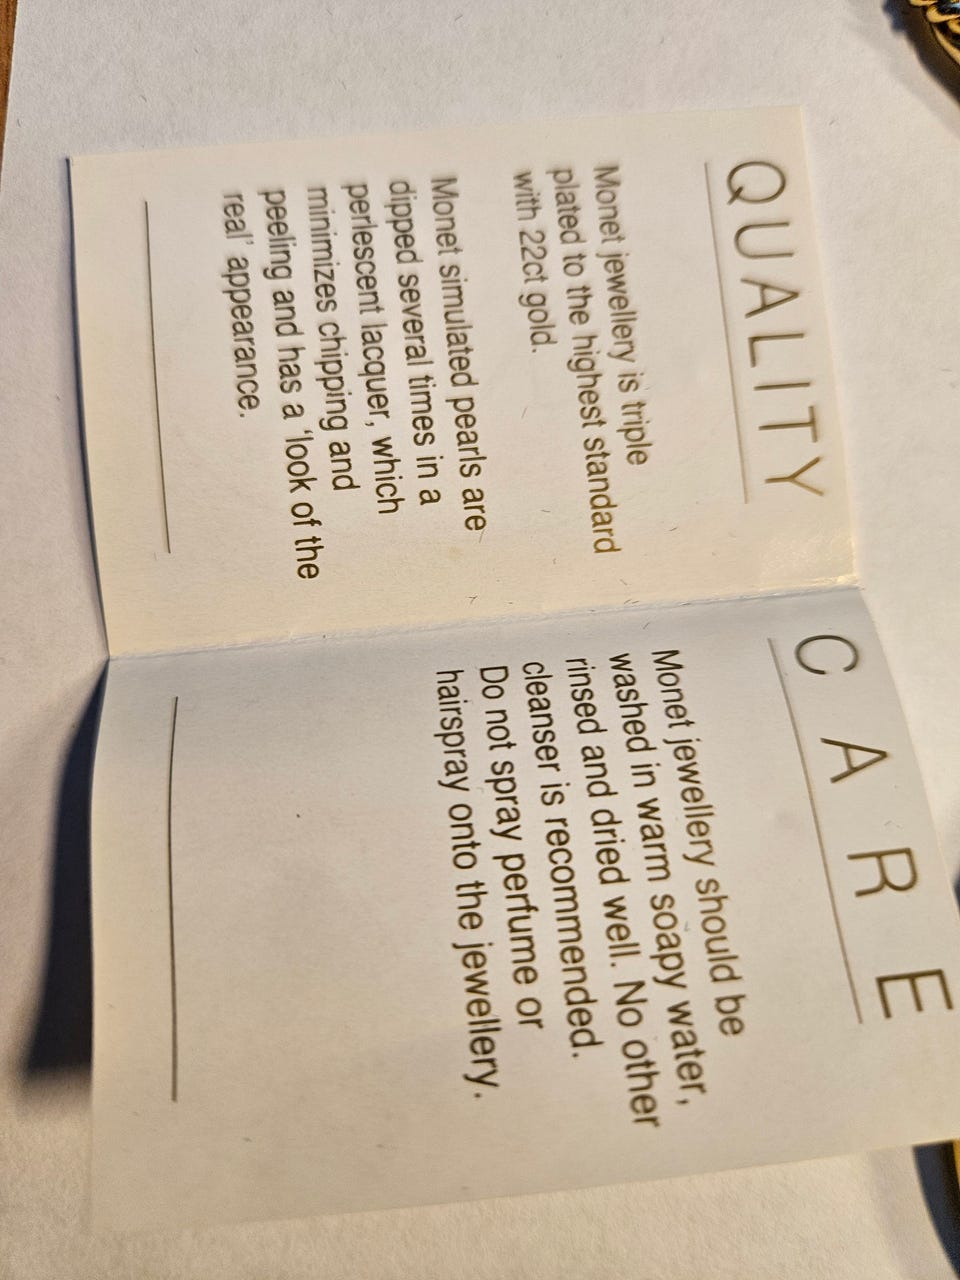 QUALITY
Monet jewellery is triple
plated to the highest standard
with 22ct gold.
Monet simulated pearls are
dipped several times in a
perlescent lacquer, which
minimizes chipping and
peeling and has a ‘look of the
real’ appearance.
CARE
Monet jewellery should be
washed in warm soapy water,
rinsed and dried well. No other
cleanser is recommended.
Do not spray perfume or
hairspray onto the jewellery.